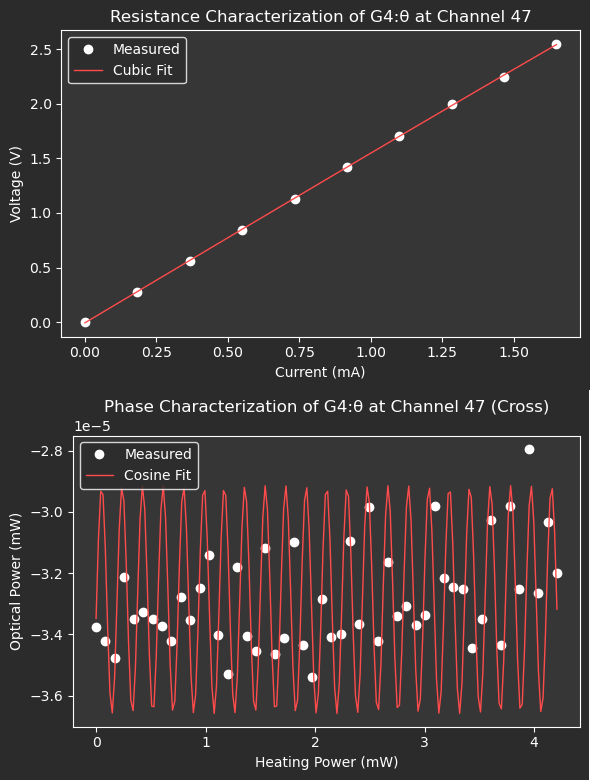 Resistance Characterization of G4:θ at Channel 47
Measured
Cubic Fit
Voltage (V)
2.5
2.0
1.5
1.0
0.5
0.0
0.00 0.25 0.50 0.75 1.00 1.25 1.50
Current (mA)
Phase Characterization of G4:θ at Channel 47 (Cross)
1e−5
Measured
Cosine Fit
Optical Power (mW)
−2.8
−3.0
−3.2
−3.4
−3.6
0 1 2 3 4
Heating Power (mW)